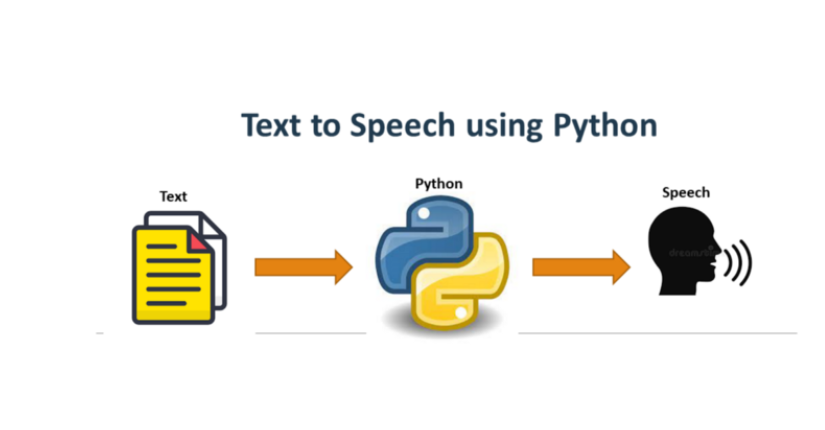 Text to Speech using Python
Text
Python
Speech